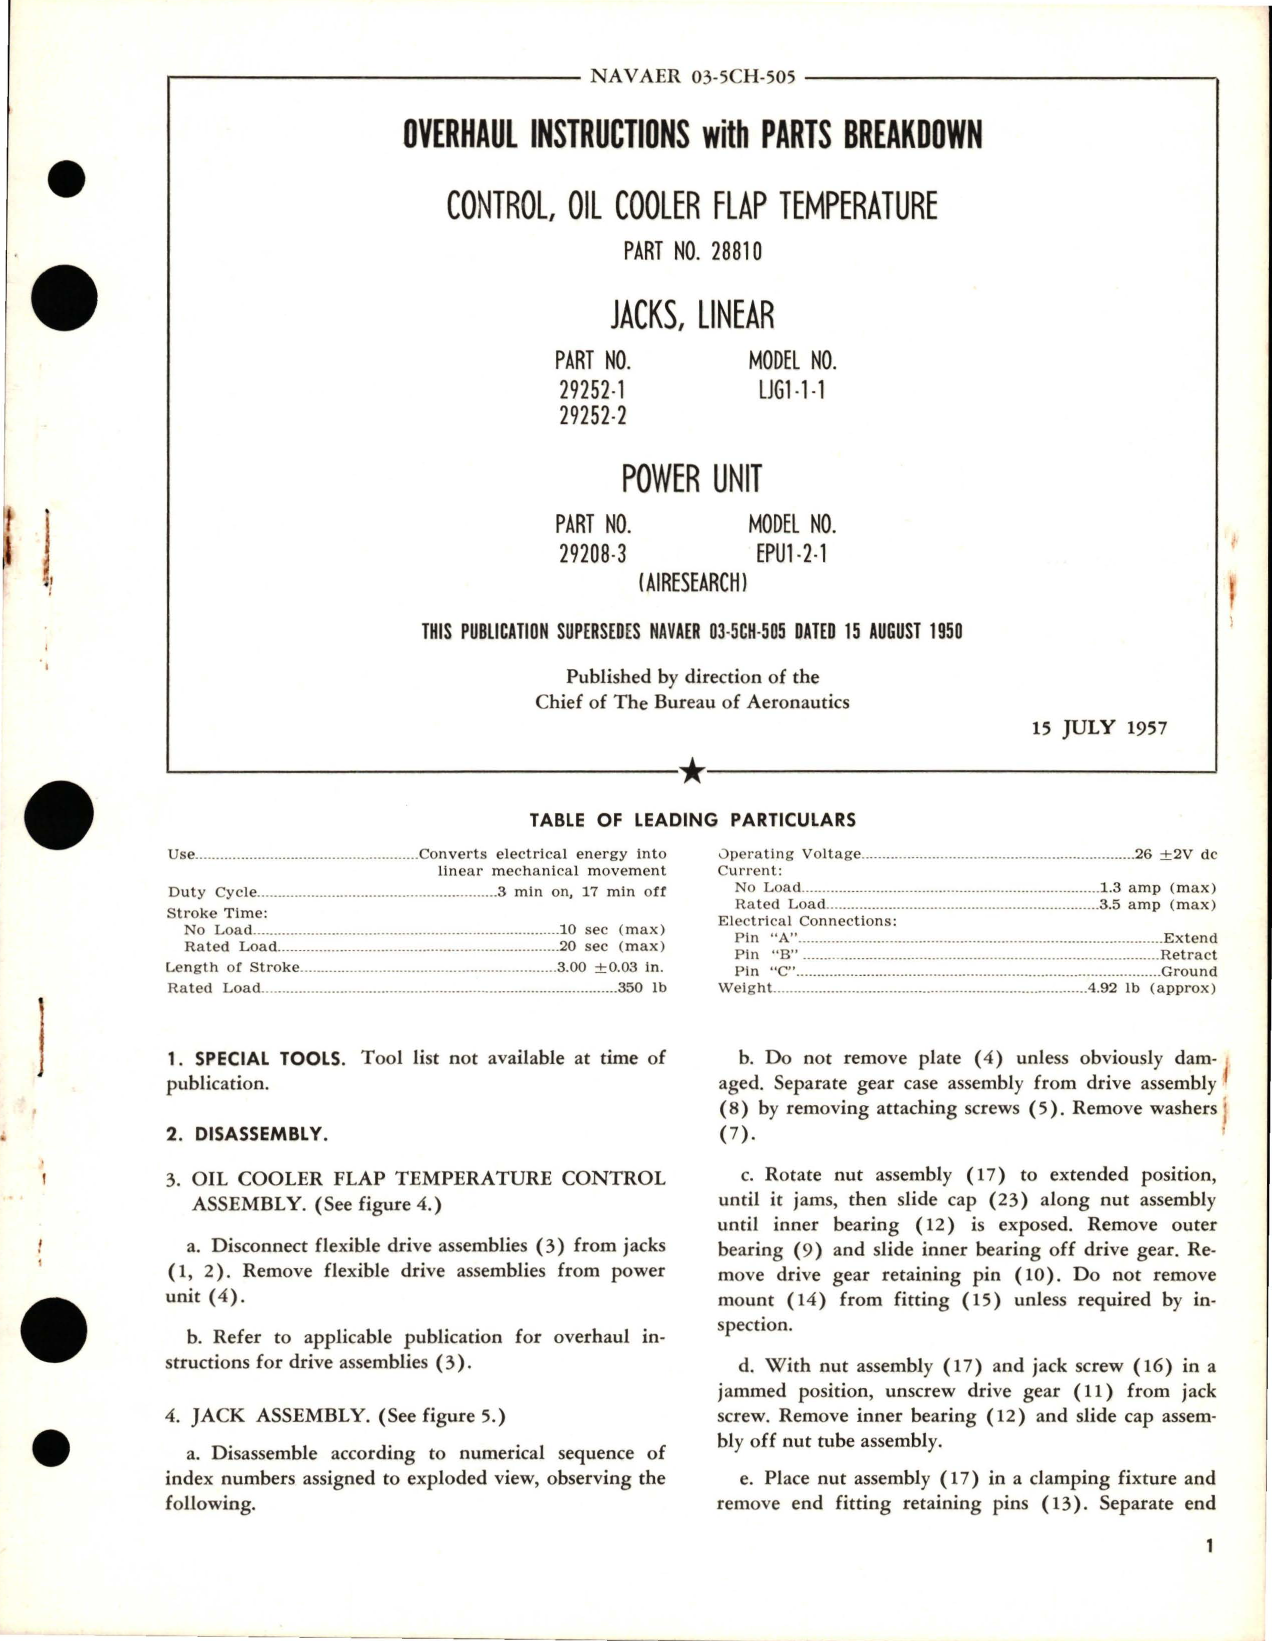 NAVAER 03-5CH-505
OVERHAUL INSTRUCTIONS with PARTS BREAKDOWN
CONTROL, OIL COOLER FLAP TEMPERATURE
PART NO. 28810
JACKS, LINEAR
PART NO. MODEL NO.
29252-1 LJG1-1-1
29252-2
POWER UNIT
PART NO. MODEL NO.
29208-3 EPU1-2-1
(AIRESEARCH)
THIS PUBLICATION SUPERSEDES NAVAER 03-5CH-505 DATED 15 AUGUST 1950
Published by direction of the
Chief of The Bureau of Aeronautics
15 JULY 1957
TABLE OF LEADING PARTICULARS
Use Converts electrical energy into
linear mechanical movement
Duty Cycle 3 min on, 17 min off
Stroke Time:
No Load 10 sec (max)
Rated Load 20 sec (max)
Length of Stroke 3.00 ±0.03 in.
Rated Load 350 lb
Operating Voltage 26 ±2V dc
Current:
No Load 1.3 amp (max)
Rated Load 3.5 amp (max)
Electrical Connections:
Pin "A" Extend
Pin "B" Retract
Pin "C" Ground
Weight 4.92 lb (approx)
1. SPECIAL TOOLS. Tool list not available at time of
publication.
2. DISASSEMBLY.
3. OIL COOLER FLAP TEMPERATURE CONTROL
ASSEMBLY. (See figure 4.)
a. Disconnect flexible drive assemblies (3) from jacks
(1, 2). Remove flexible drive assemblies from power
unit (4).
b. Refer to applicable publication for overhaul in-
structions for drive assemblies (3).
4. JACK ASSEMBLY. (See figure 5.)
a. Disassemble according to numerical sequence of
index numbers assigned to exploded view, observing the
following.
b. Do not remove plate (4) unless obviously dam-
aged. Separate gear case assembly from drive assembly
(8) by removing attaching screws (5). Remove washers
(7).
c. Rotate nut assembly (17) to extended position,
until it jams, then slide cap (23) along nut assembly
until inner bearing (12) is exposed. Remove outer
bearing (9) and slide inner bearing off drive gear. Re-
move drive gear retaining pin (10). Do not remove
mount (14) from fitting (15) unless required by in-
spection.
d. With nut assembly (17) and jack screw (16) in a
jammed position, unscrew drive gear (11) from jack
screw. Remove inner bearing (12) and slide cap assem-
bly off nut tube assembly.
e. Place nut assembly (17) in a clamping fixture and
remove end fitting retaining pins (13). Separate end
1